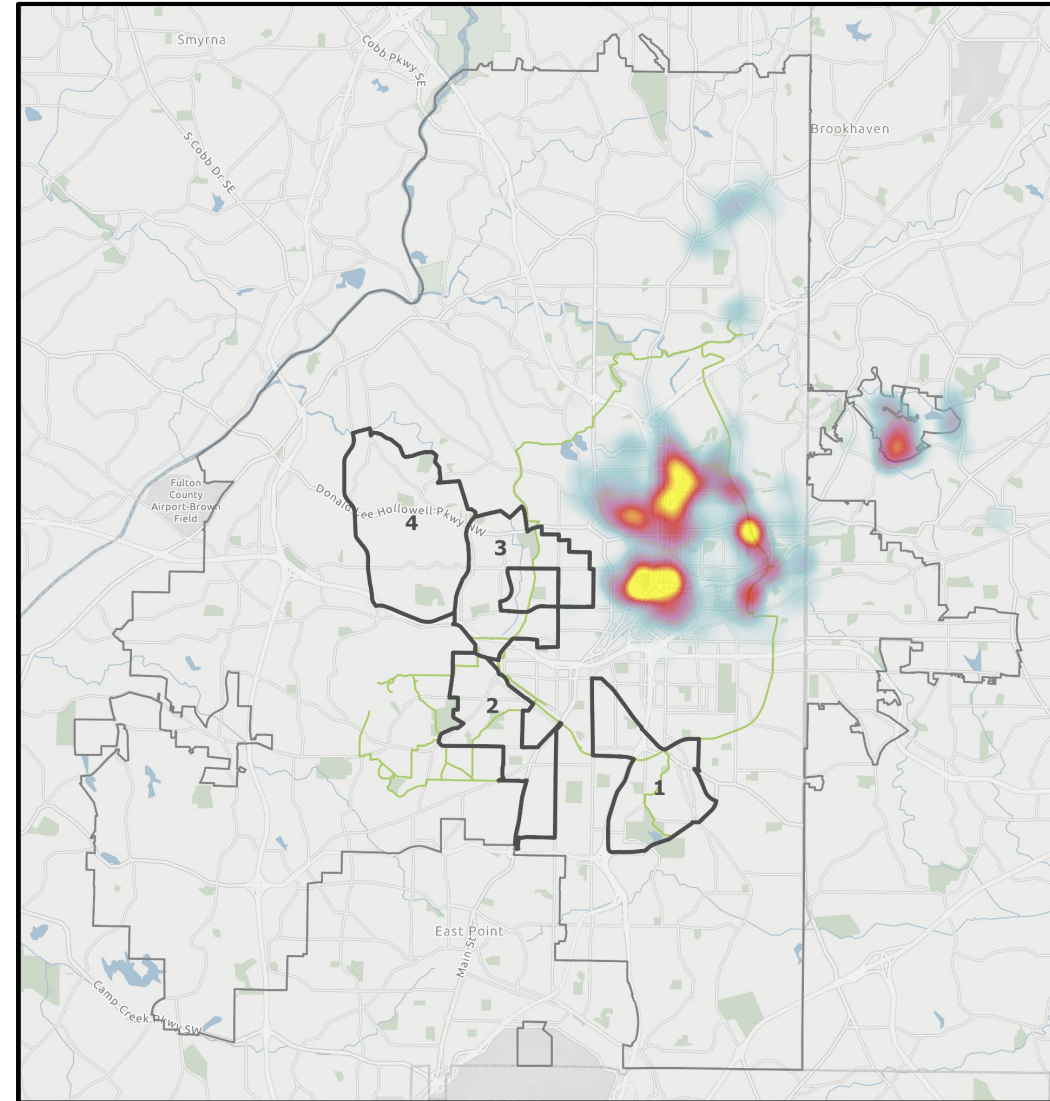 Smyrna
Cobb Pkwy SE
S Cobb Dr SE
Brookhaven
Fulton
County
Airport-Brown
Field
Donald Lee Hollowell Pkwy NW
4
3
2
1
East Point
Main St
Camp Creek Pkwy SW